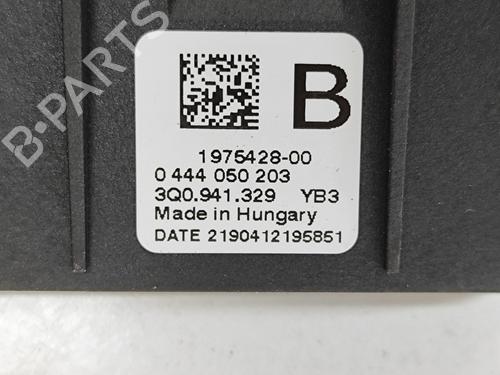 B-PARTS
B
1975428-00
0 444 050 203
3Q0.941.329 YB3
Made in Hungary
DATE 2190412195851